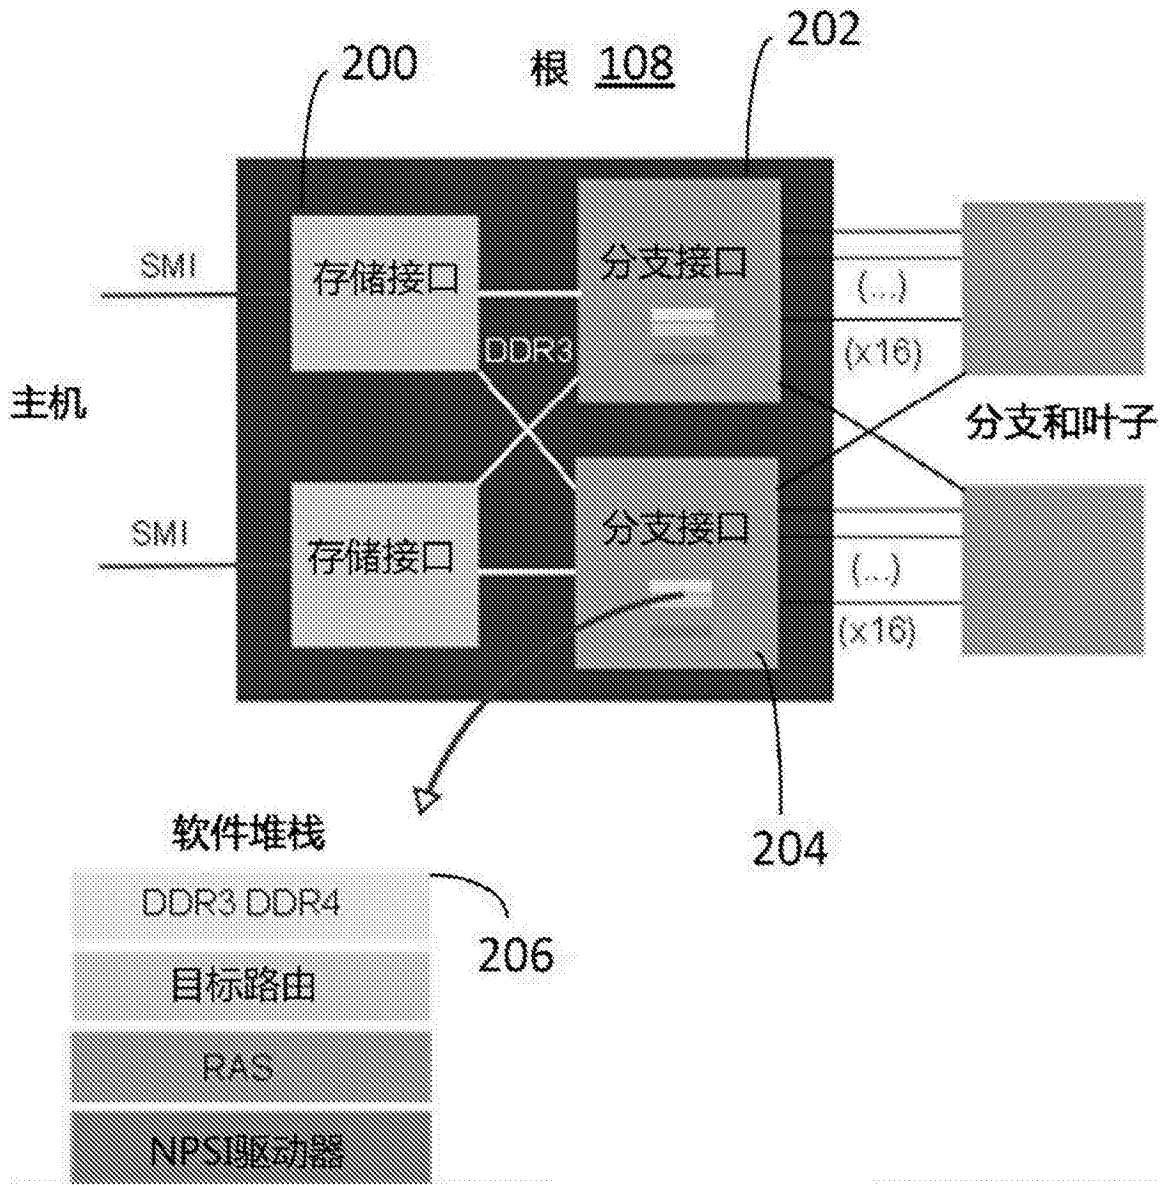 202
200
根 108
SMI
存储接口
分支接口
(...)
DDR3
(x16)
主机
分支和叶子
SMI
存储接口
分支接口
(...)
(x16)
204
软件堆栈
DDR3 DDR4
206
目标路由
RAS
NPSI驱动器